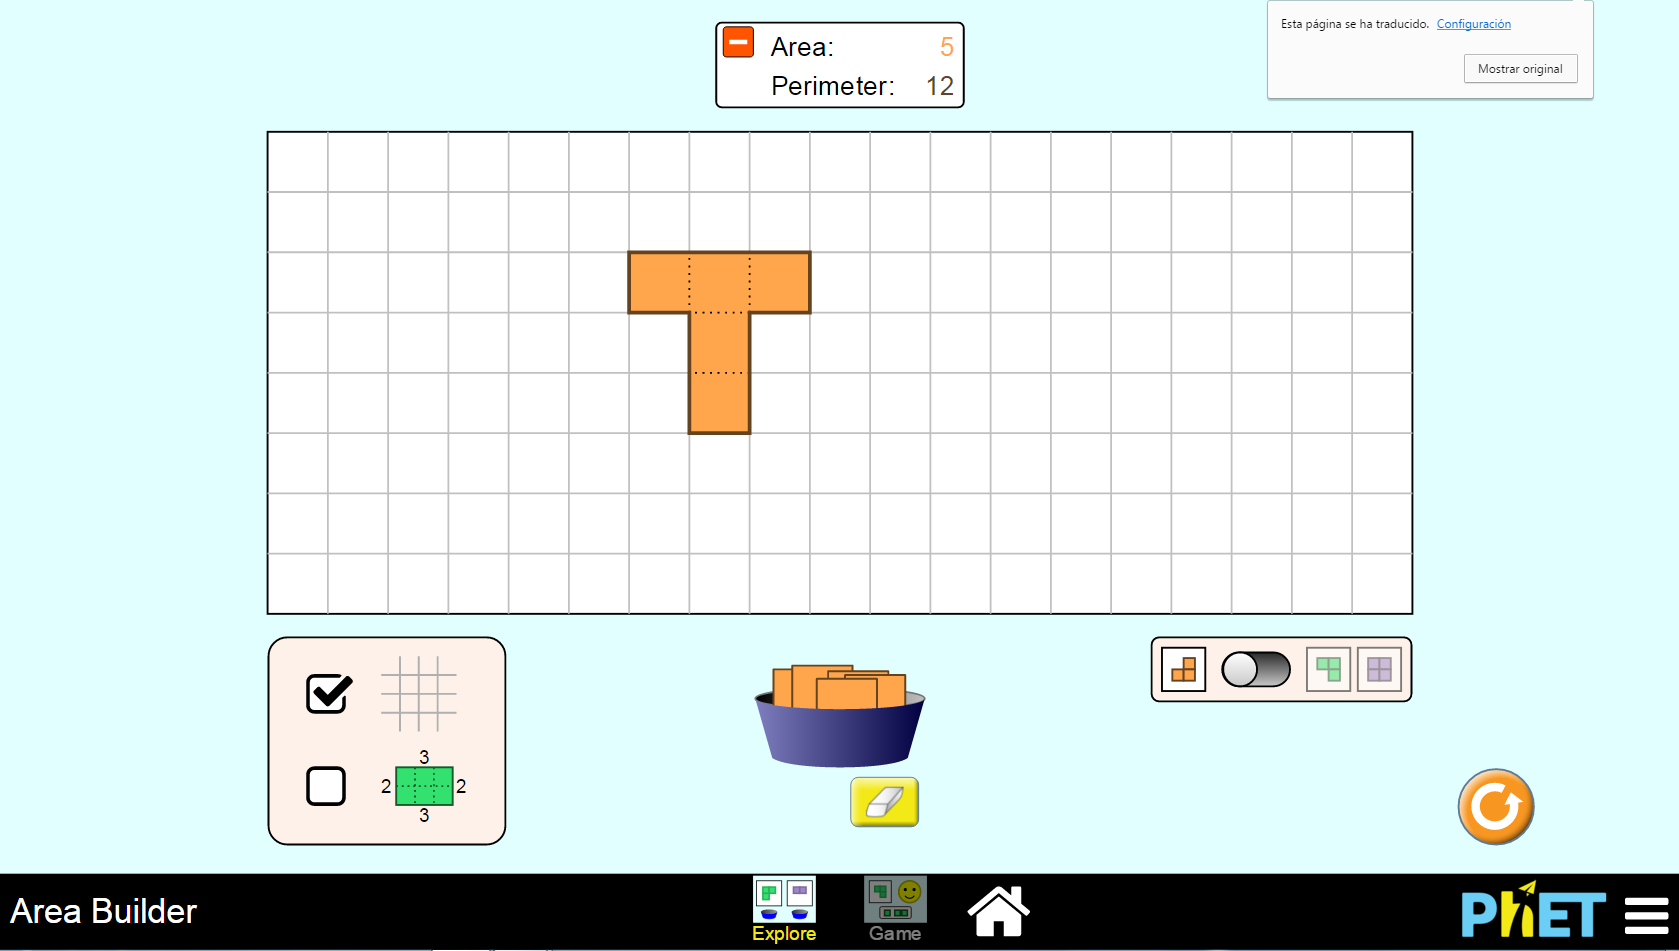 Area: 5
Perimeter: 12
Esta página se ha traducido. Configuración
Mostrar original
3
2 2
3
Area Builder
Explore
Game
PhET